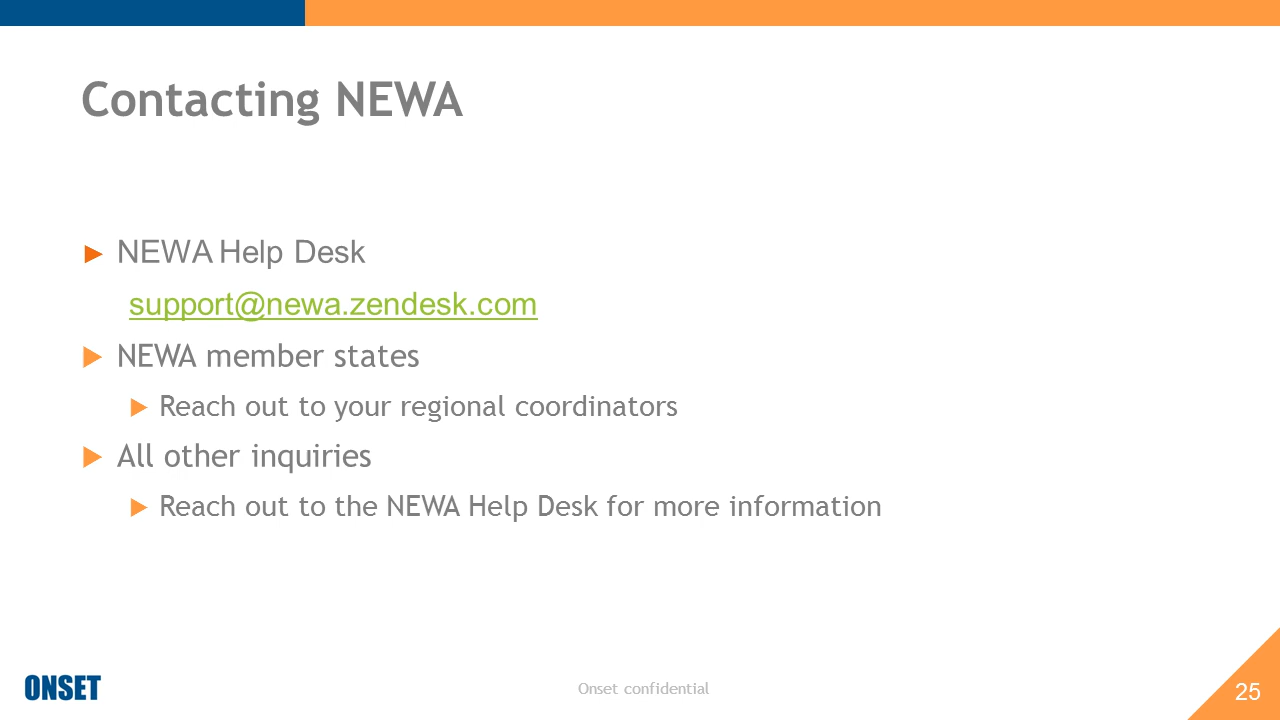 Contacting NEWA
► NEWA Help Desk
support@newa.zendesk.com
► NEWA member states
► Reach out to your regional coordinators
► All other inquiries
► Reach out to the NEWA Help Desk for more information
ONSET
Onset confidential
25